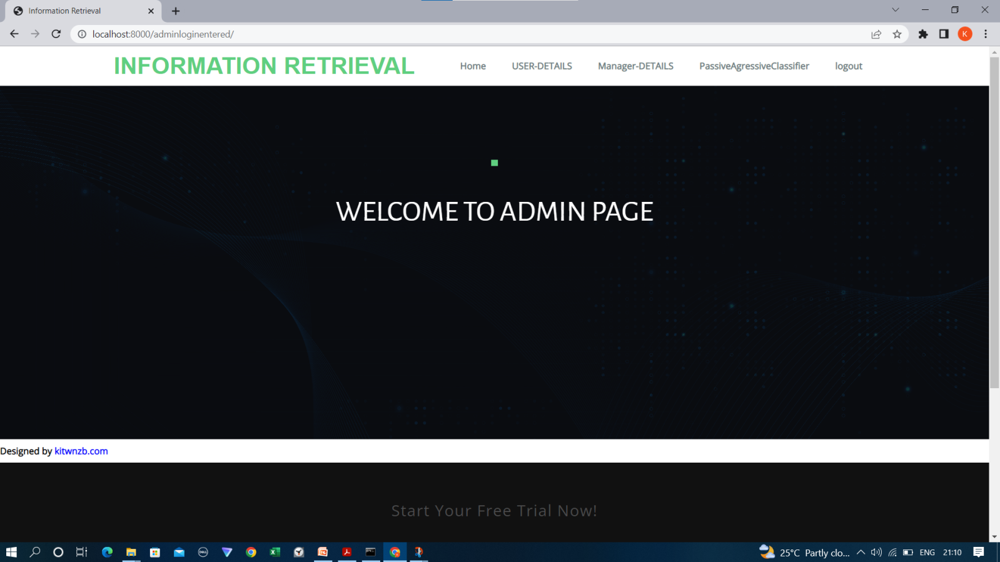 Information Retrieval
localhost:8000/adminloginentered/
K
INFORMATION RETRIEVAL
Home
USER-DETAILS
Manager-DETAILS
PassiveAgressiveClassifier
logout
WELCOME TO ADMIN PAGE
Designed by kitwnzb.com
Start Your Free Trial Now!
DELL
25°C Partly clo...
ENG
21:10